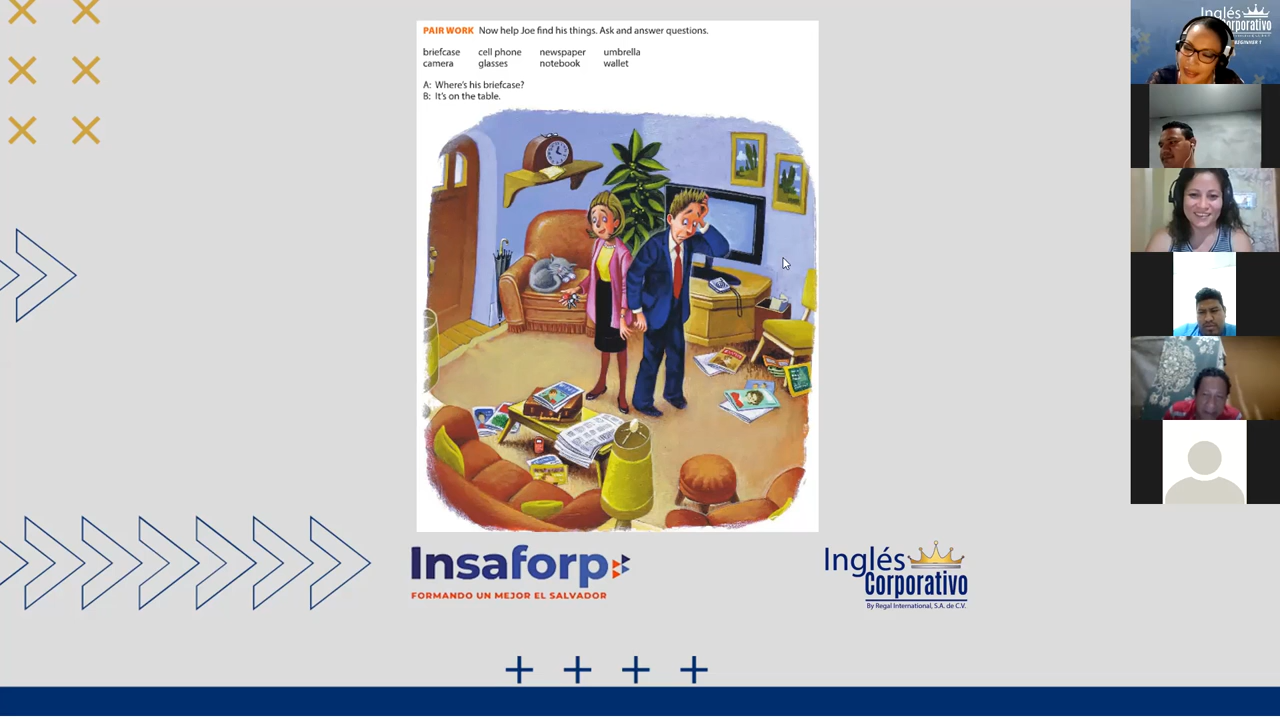 PAIR WORK Now help Joe find his things. Ask and answer questions.
briefcase cell phone newspaper umbrella
camera glasses notebook wallet
A: Where's his briefcase?
B: It's on the table.
Insaforp
FORMANDO UN MEJOR EL SALVADOR
Inglés
Corporativo
By Regal International, S.A. de C.V.
Inglés
Corporativo
BEGINNER 1